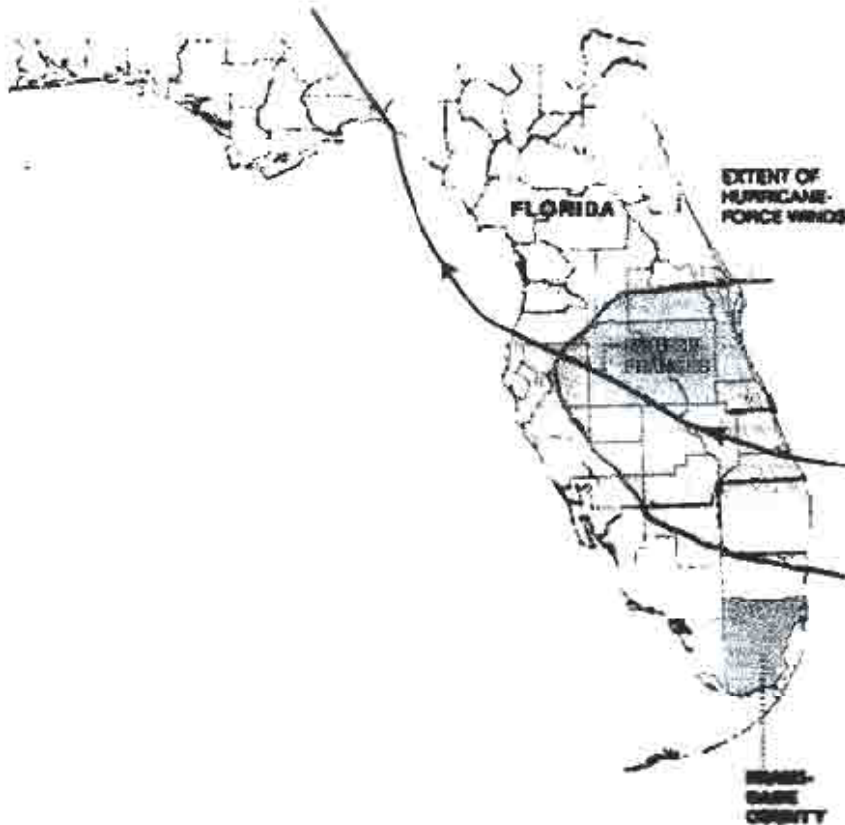 EXTENT OF
HURRICANE-
FORCE WINDS
FLORIDA
FRANCES
DADE
COUNTY